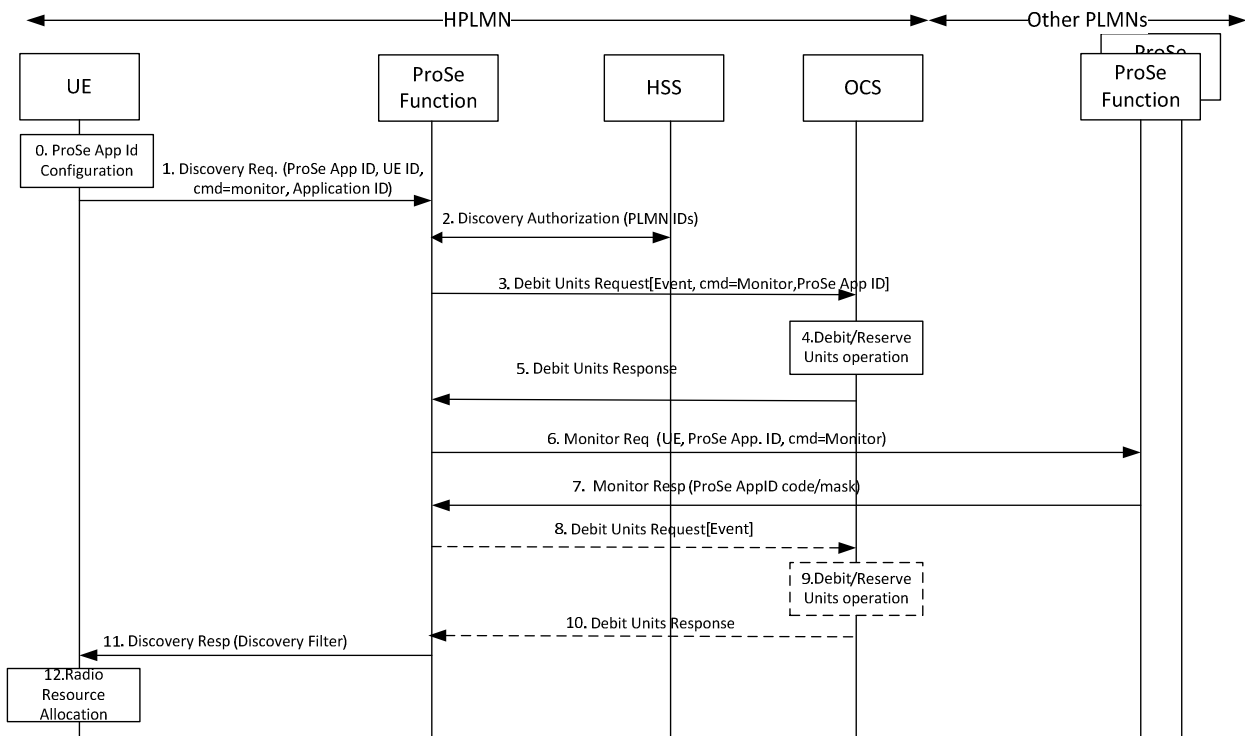 HPLMN
Other PLMNs
UE
ProSe
Function
HSS
OCS
ProSe
ProSe
Function
0. ProSe App Id
Configuration
1. Discovery Req. (ProSe App ID, UE ID,
cmd=monitor, Application ID)
2. Discovery Authorization (PLMN IDs)
3. Debit Units Request[Event, cmd=Monitor,ProSe App ID]
4.Debit/Reserve
Units operation
5. Debit Units Response
6. Monitor Req (UE, ProSe App. ID, cmd=Monitor)
7. Monitor Resp (ProSe AppID code/mask)
8. Debit Units Request[Event]
9.Debit/Reserve
Units operation
10. Debit Units Response
11. Discovery Resp (Discovery Filter)
12.Radio
Resource
Allocation